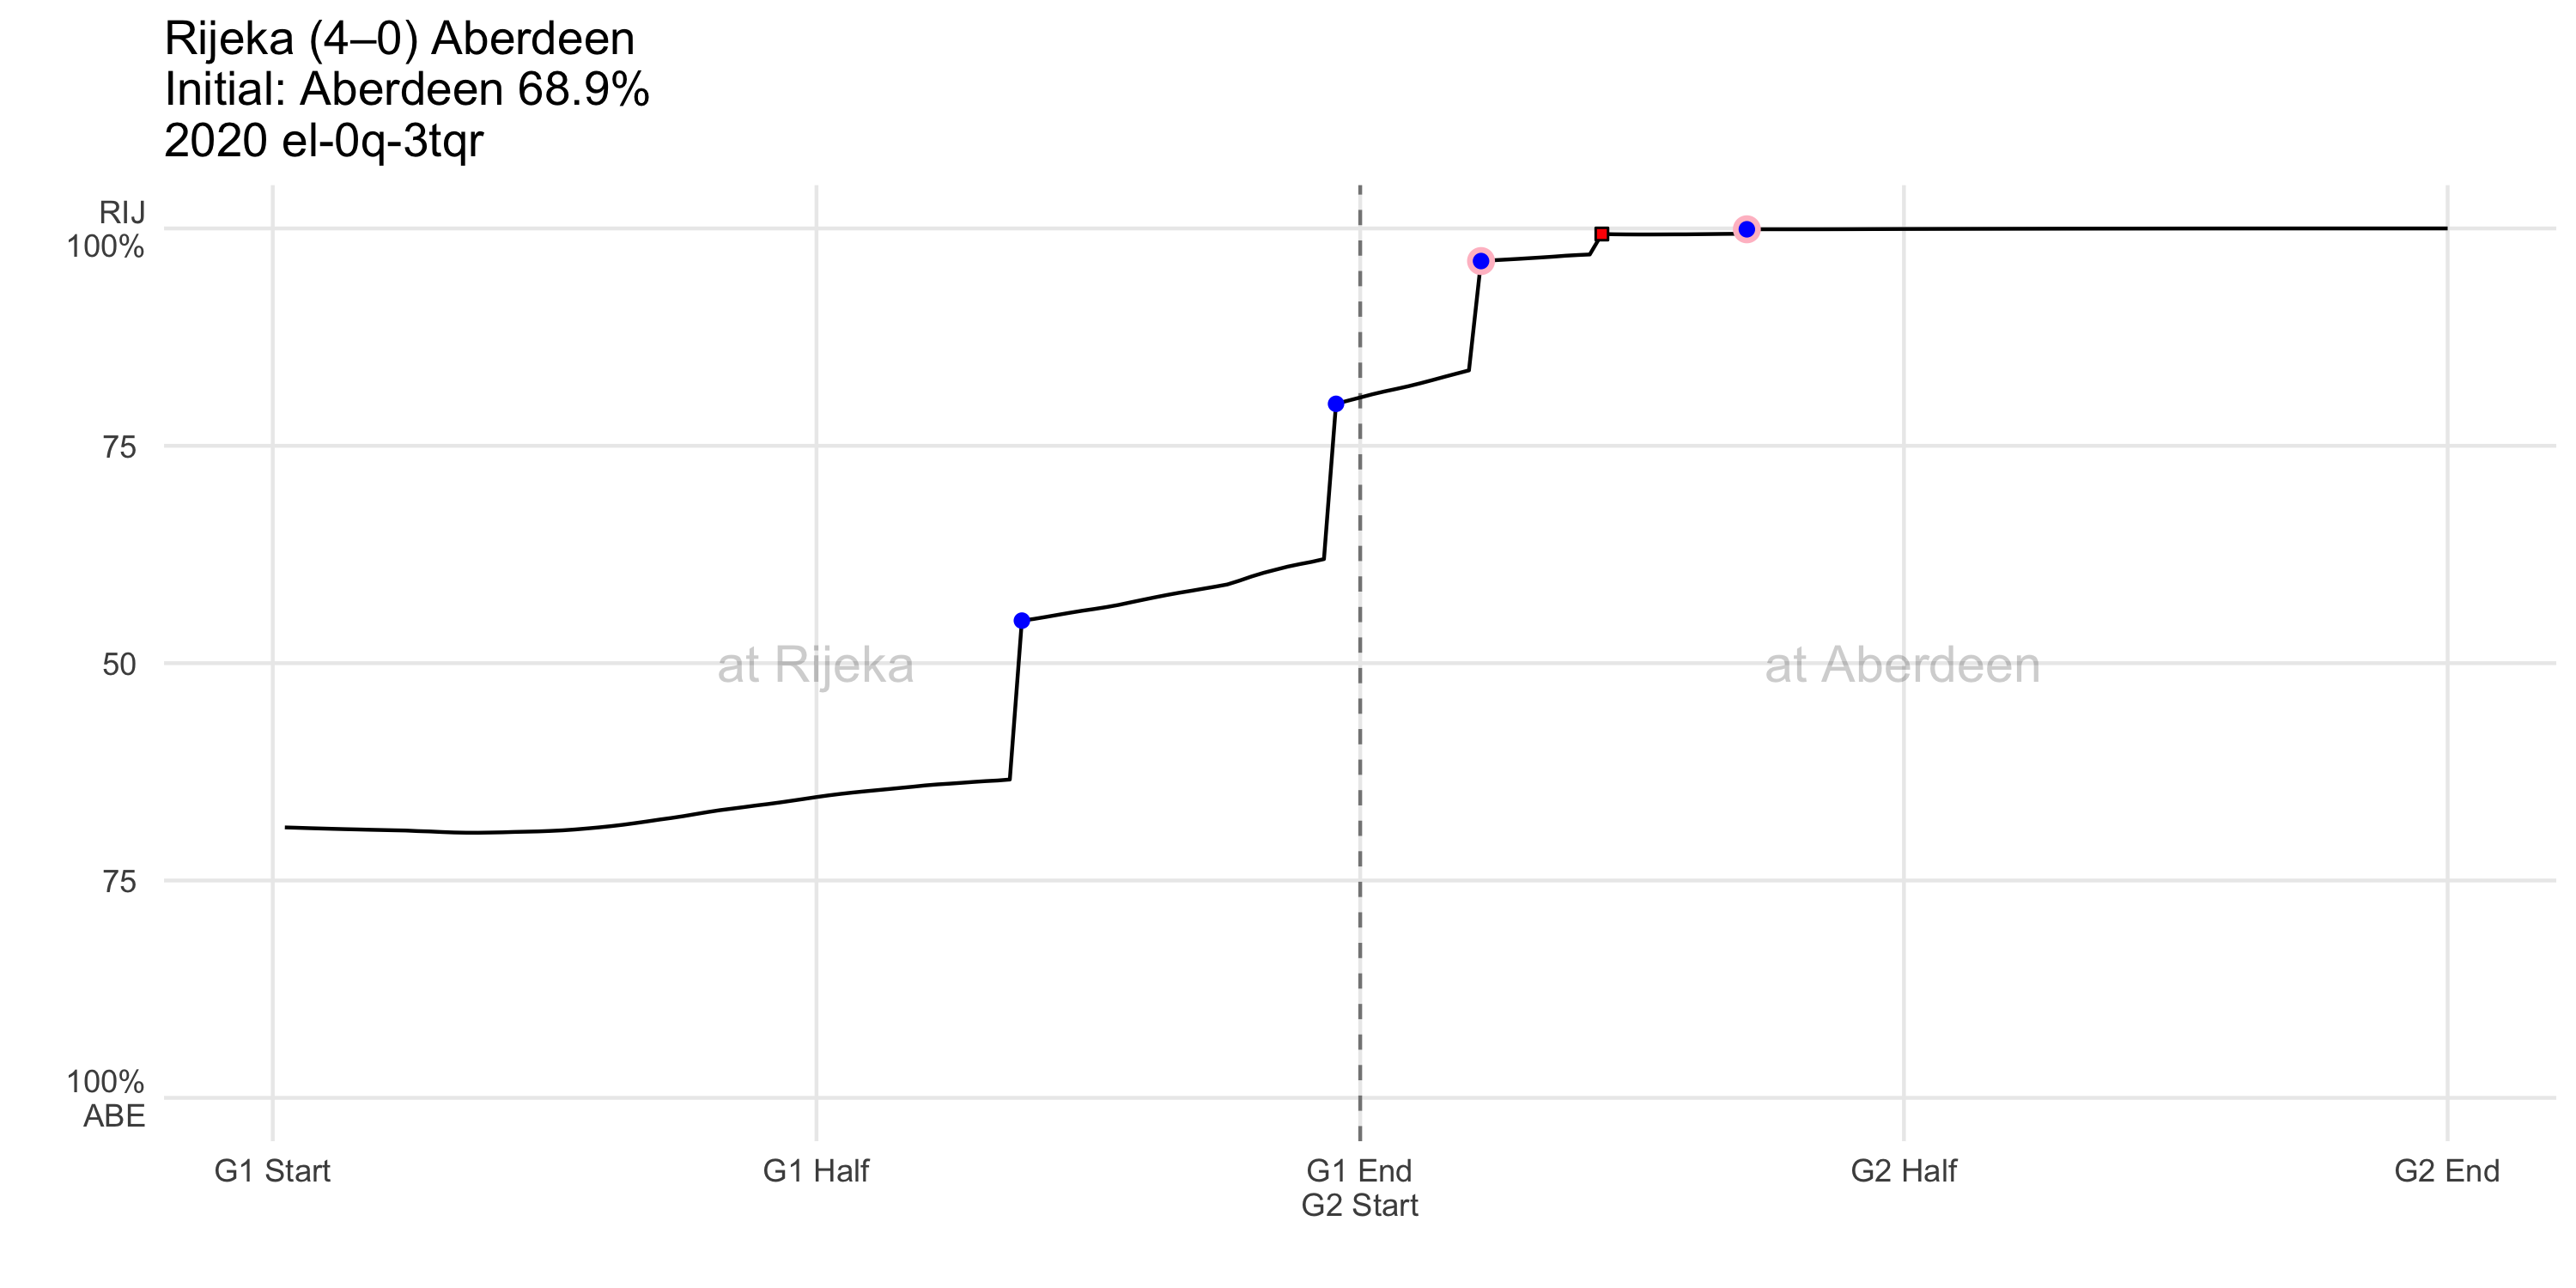 Rijeka (4–0) Aberdeen
Initial: Aberdeen 68.9%
2020 el-0q-3tqr
RIJ
100%
75
50
75
100%
ABE
at Rijeka
at Aberdeen
G1 Start
G1 Half
G1 End
G2 Start
G2 Half
G2 End